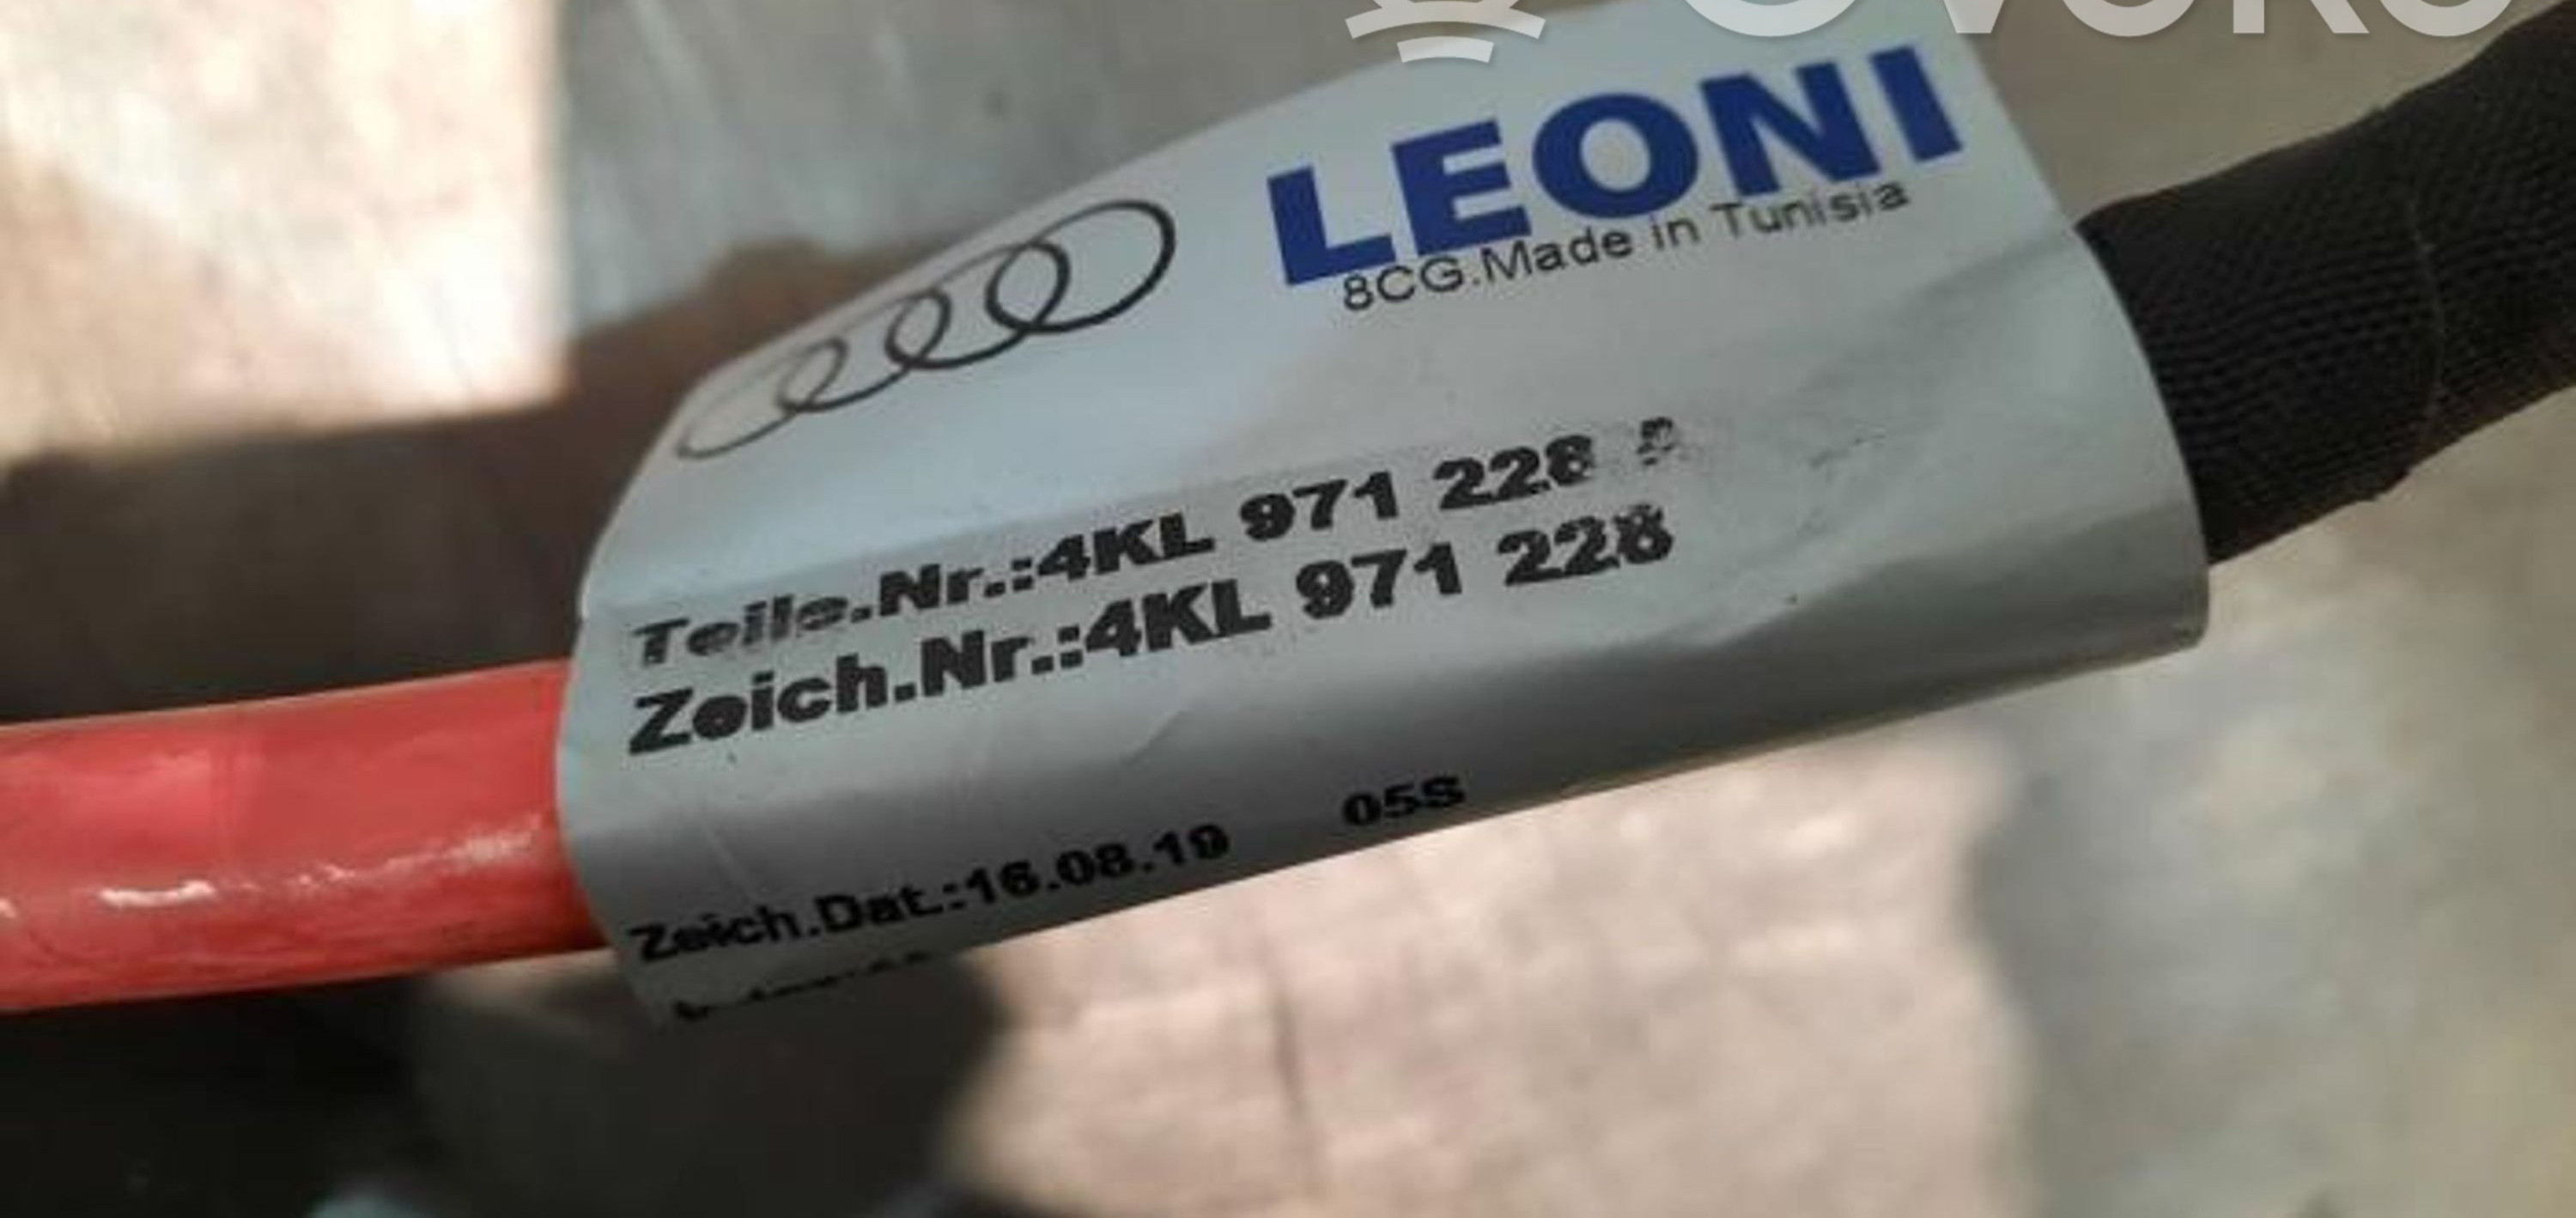 LEONI
8CG.Made in Tunisia
Teile.Nr.:4KL 971 228
Zeich.Nr.:4KL 971 228
Zeich.Dat.:16.08.19 05S